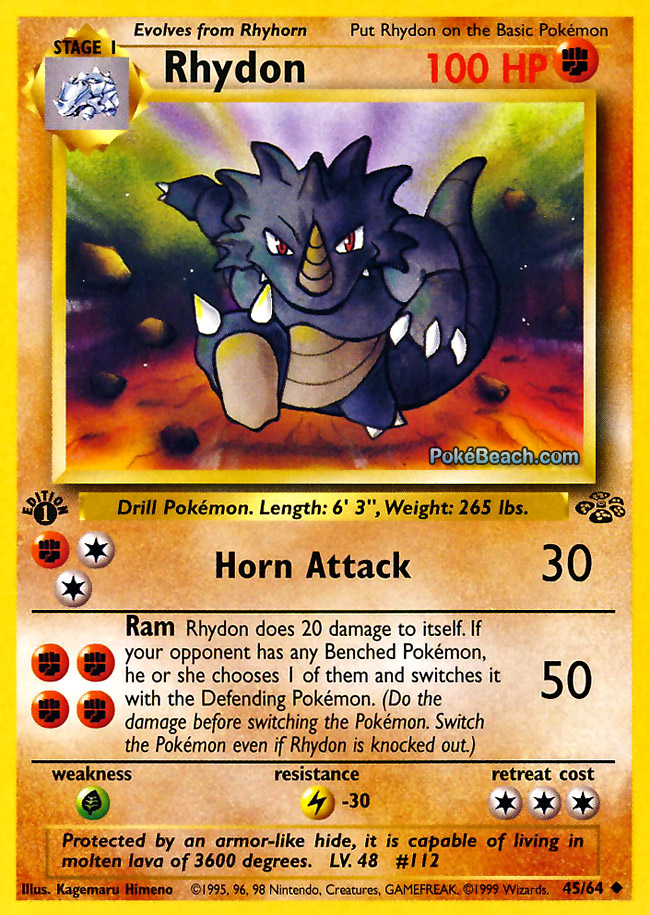 Evolves from Rhyhorn
Put Rhydon on the Basic Pokémon
STAGE 1
Rhydon
100 HP
PokéBeach.com
EDITION
1
Drill Pokémon. Length: 6' 3", Weight: 265 lbs.
Horn Attack
30
Ram Rhydon does 20 damage to itself. If
your opponent has any Benched Pokémon,
he or she chooses 1 of them and switches it
with the Defending Pokémon. (Do the
damage before switching the Pokémon. Switch
the Pokémon even if Rhydon is knocked out.)
50
weakness
resistance
retreat cost
-30
Protected by an armor-like hide, it is capable of living in
molten lava of 3600 degrees. LV. 48 #112
Illus. Kagemaru Himeno
©1995, 96, 98 Nintendo, Creatures, GAMEFREAK. ©1999 Wizards.
45/64